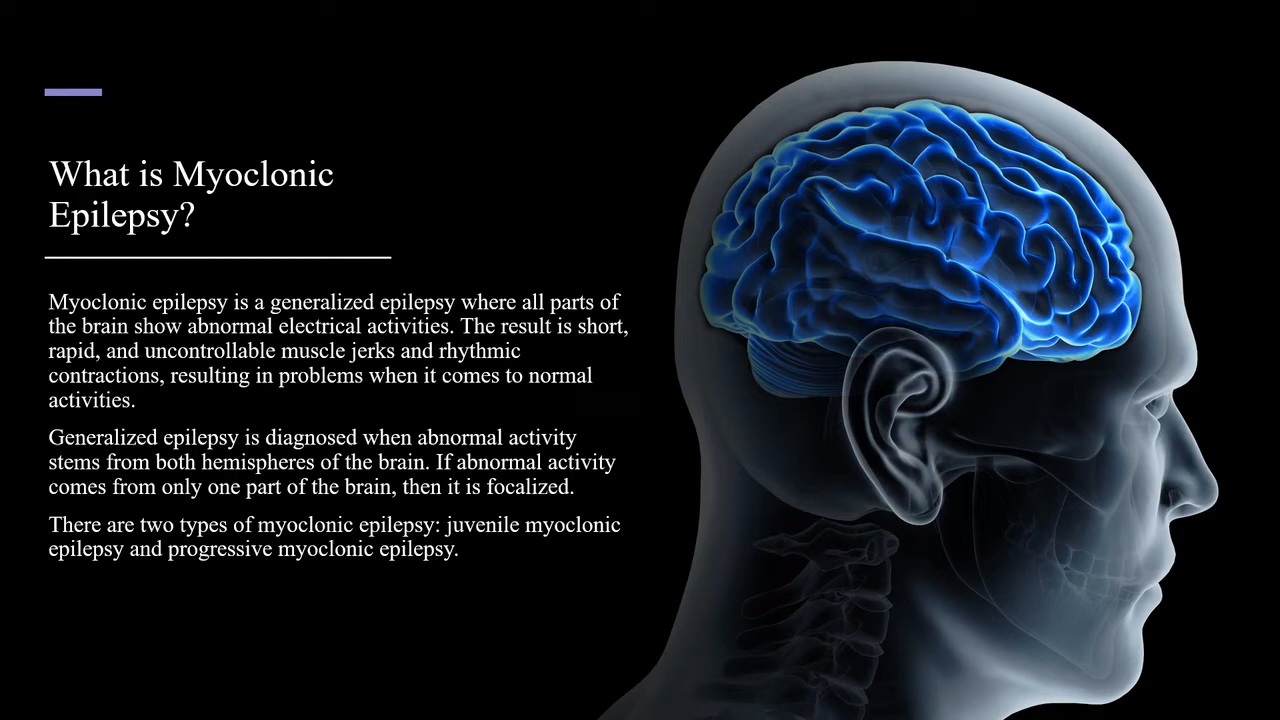 What is Myoclonic
Epilepsy?
Myoclonic epilepsy is a generalized epilepsy where all parts of
the brain show abnormal electrical activities. The result is short,
rapid, and uncontrollable muscle jerks and rhythmic
contractions, resulting in problems when it comes to normal
activities.
Generalized epilepsy is diagnosed when abnormal activity
stems from both hemispheres of the brain. If abnormal activity
comes from only one part of the brain, then it is focalized.
There are two types of myoclonic epilepsy: juvenile myoclonic
epilepsy and progressive myoclonic epilepsy.